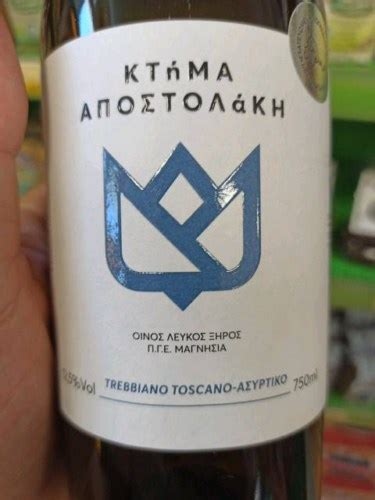 ΚΤήΜΑ
ΑΠΟΣΤΟΛάΚΗ
ΟΙΝΟΣ ΛΕΥΚΟΣ ΞΗΡΟΣ
Π.Γ.Ε. ΜΑΓΝΗΣΙΑ
TREBBIANO TOSCANO-ΑΣΥΡΤΙΚΟ
750ml